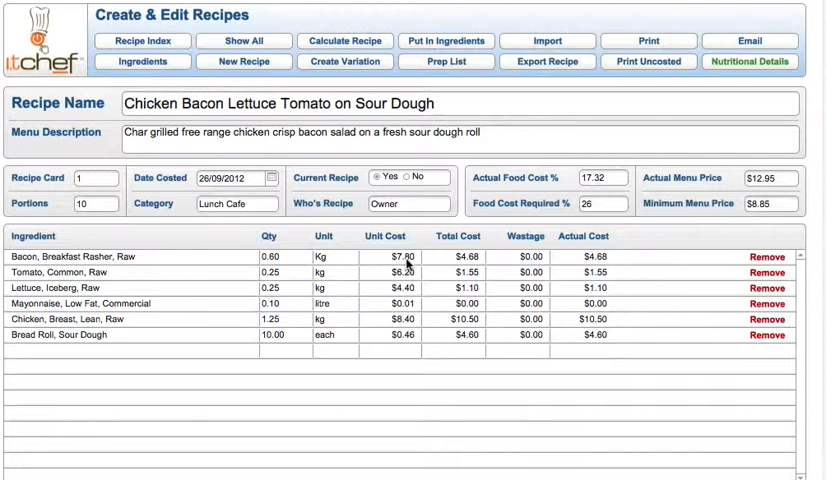 Create & Edit Recipes
Recipe Index Show All Calculate Recipe Put In Ingredients Import Print Email
i.t.chef Ingredients New Recipe Create Variation Prep List Export Recipe Print Uncosted Nutritional Details
Recipe Name Chicken Bacon Lettuce Tomato on Sour Dough
Menu Description Char grilled free range chicken crisp bacon salad on a fresh sour dough roll
Recipe Card 1 Date Costed 26/09/2012 Current Recipe Yes No Actual Food Cost % 17.32 Actual Menu Price $12.95
Portions 10 Category Lunch Cafe Who's Recipe Owner Food Cost Required % 26 Minimum Menu Price $8.85
Ingredient Qty Unit Unit Cost Total Cost Wastage Actual Cost
Bacon, Breakfast Rasher, Raw 0.60 Kg $7.80 $4.68 $0.00 $4.68 Remove
Tomato, Common, Raw 0.25 kg $6.20 $1.55 $0.00 $1.55 Remove
Lettuce, Iceberg, Raw 0.25 kg $4.40 $1.10 $0.00 $1.10 Remove
Mayonnaise, Low Fat, Commercial 0.10 litre $0.01 $0.00 $0.00 $0.00 Remove
Chicken, Breast, Lean, Raw 1.25 kg $8.40 $10.50 $0.00 $10.50 Remove
Bread Roll, Sour Dough 10.00 each $0.46 $4.60 $0.00 $4.60 Remove